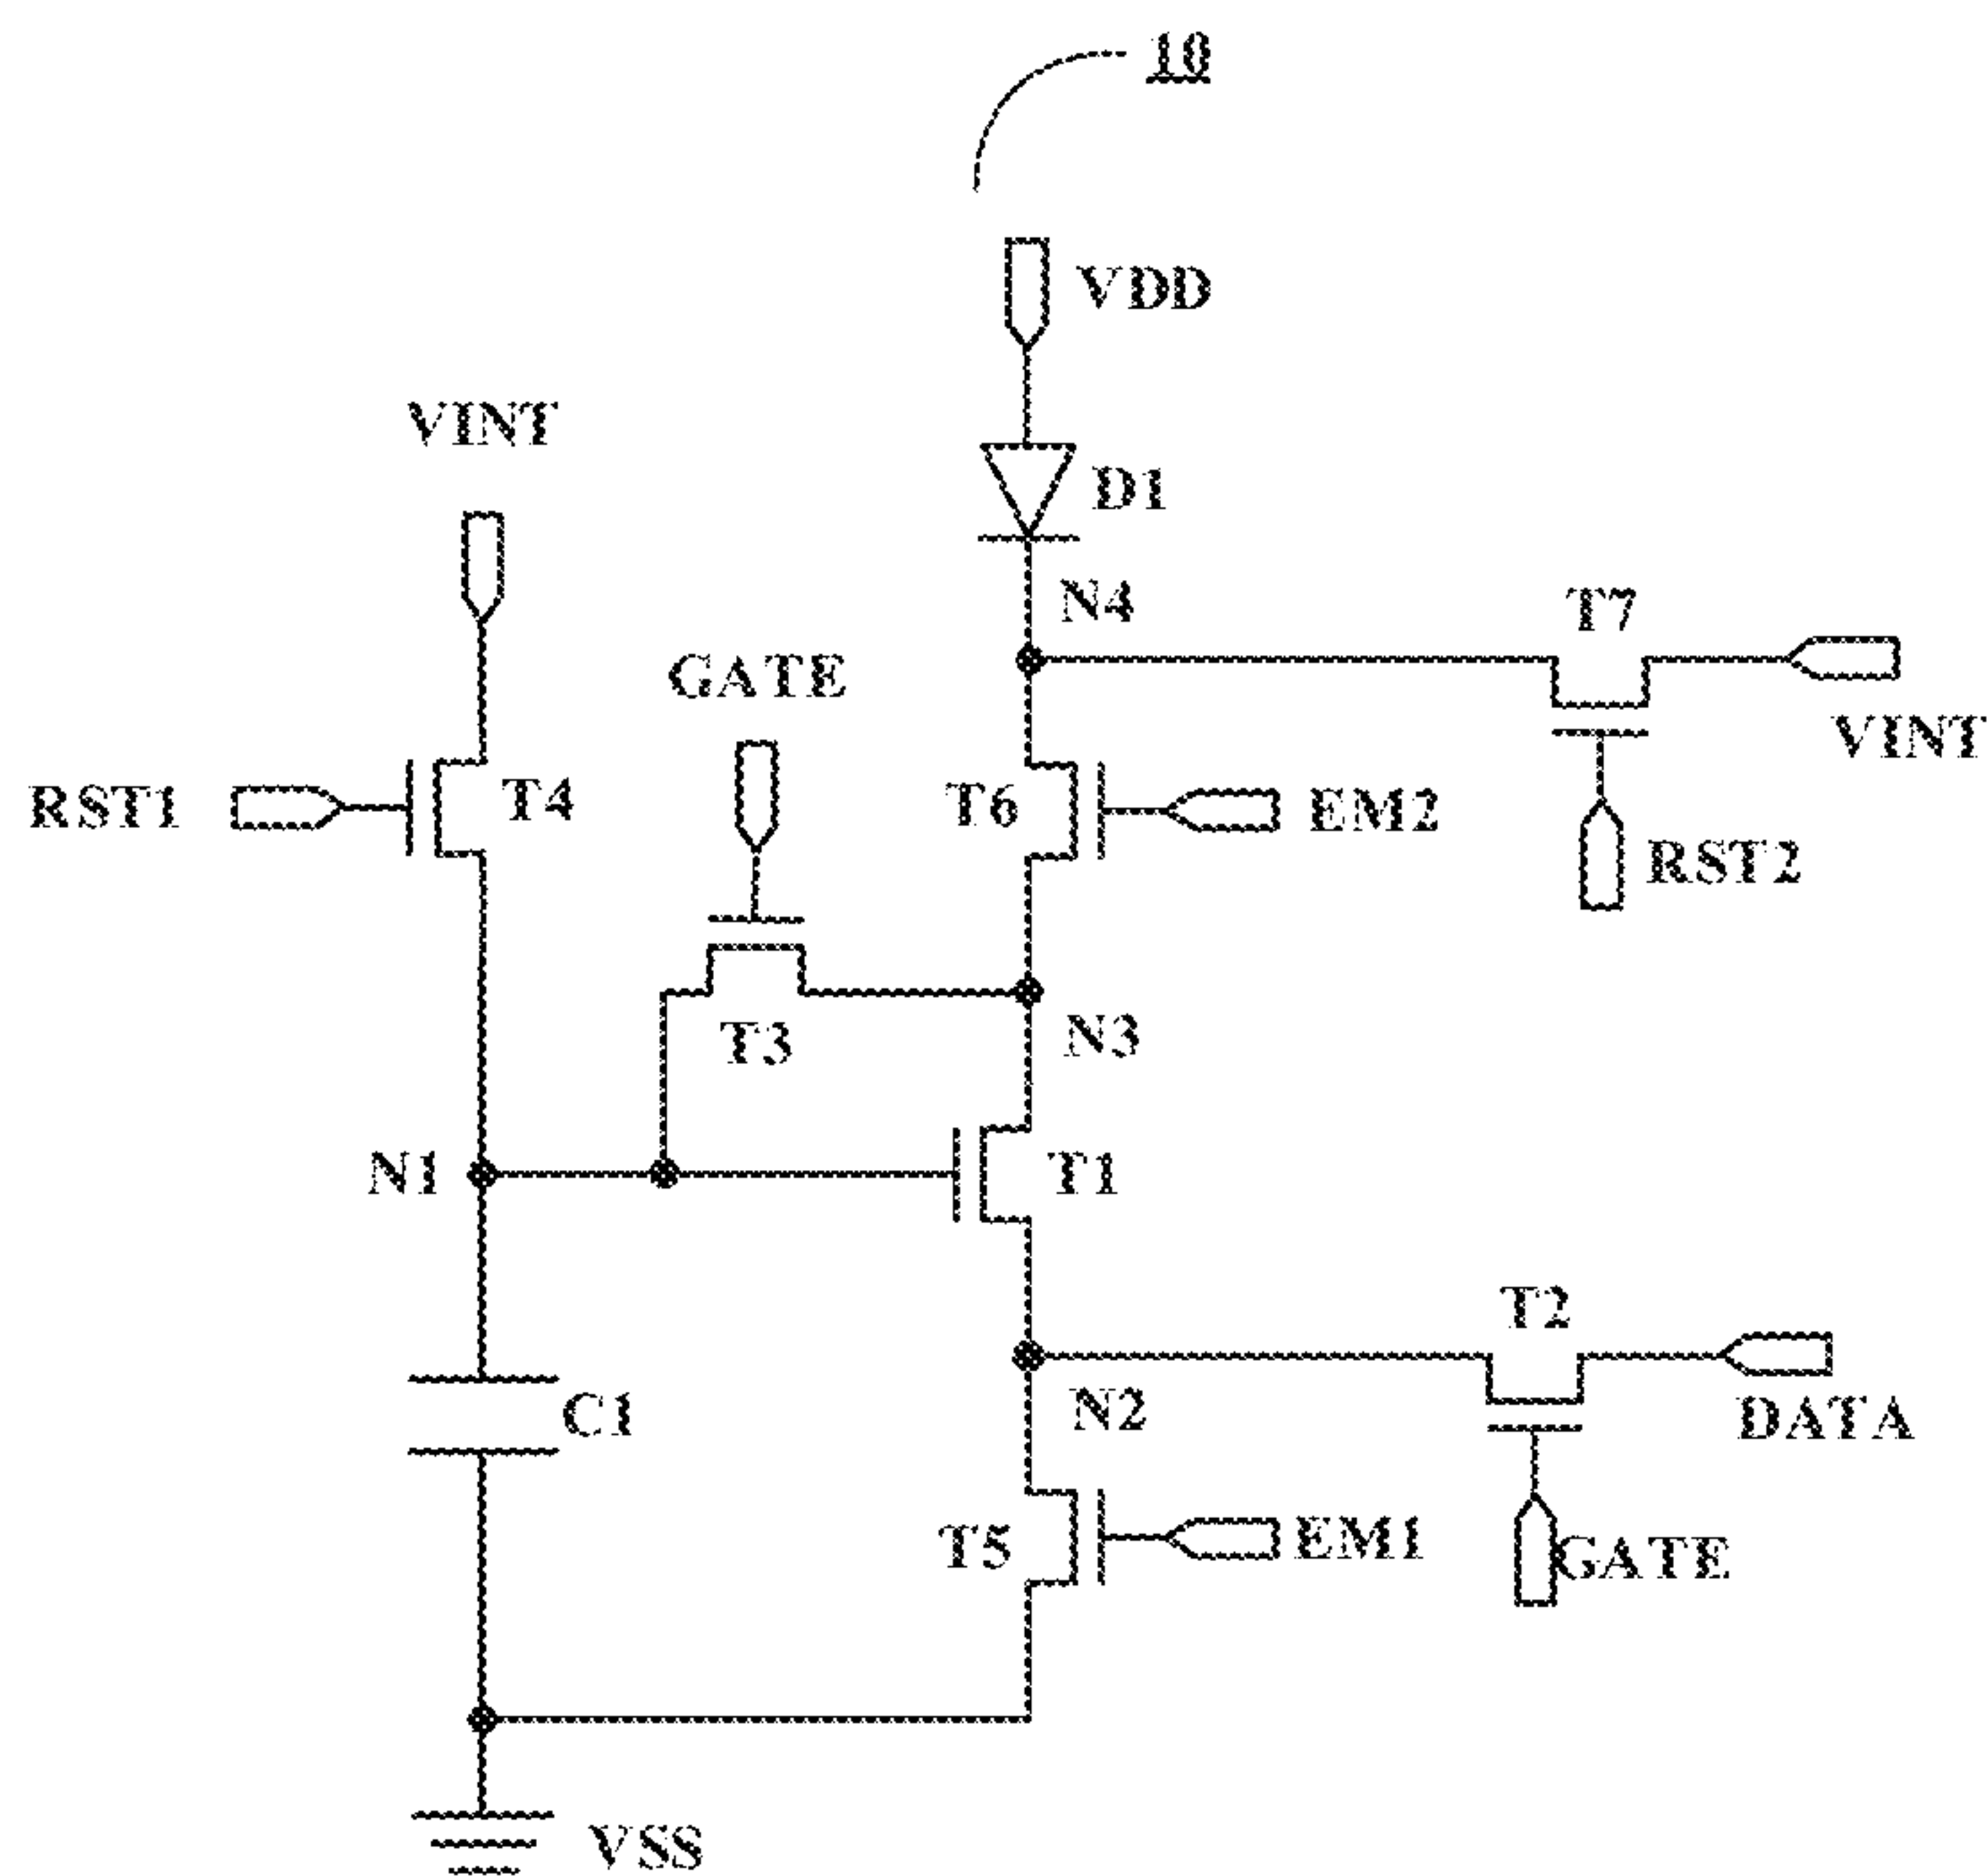 10
VDD
VINT
D1
N4
T7
GATE
VINT
RST1
T4
T6
EM2
RST2
T3
N3
N1
T1
T2
C1
N2
DATA
T5
EM1
GATE
VSS